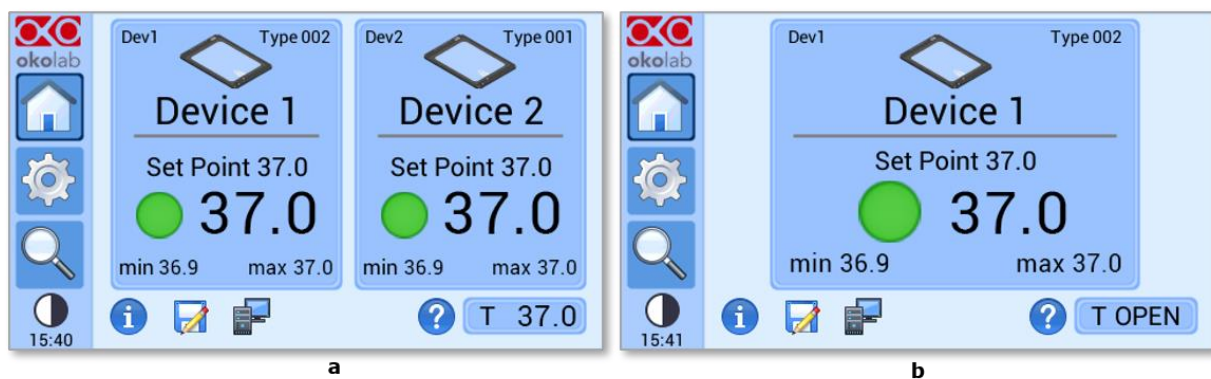 okolab
Dev1 Type 002
Device 1
Set Point 37.0
37.0
min 36.9 max 37.0
Dev2 Type 001
Device 2
Set Point 37.0
37.0
min 36.9 max 37.0
i
? T 37.0
15:40
a
okolab
Dev1 Type 002
Device 1
Set Point 37.0
37.0
min 36.9 max 37.0
i
? T OPEN
15:41
b